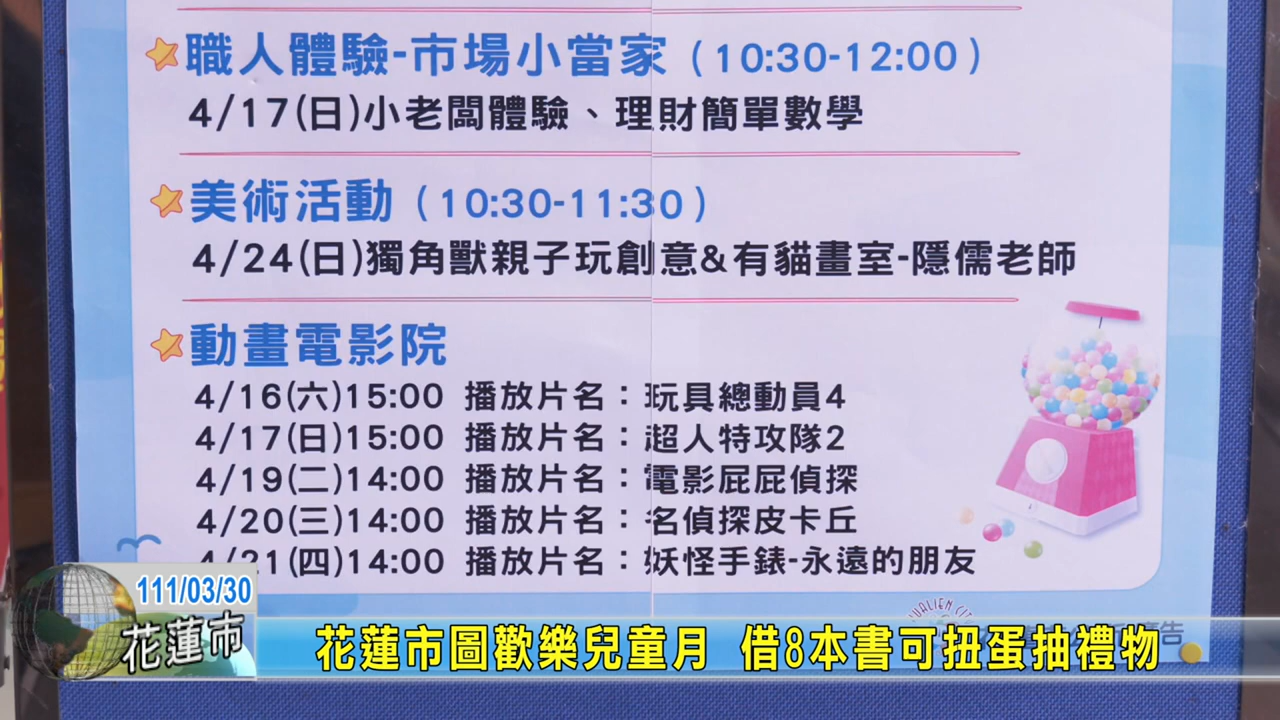 職人體驗-市場小當家(10:30-12:00)
4/17(日)小老闆體驗、理財簡單數學
美術活動(10:30-11:30)
4/24(日)獨角獸親子玩創意&有貓畫室-隱儒老師
動畫電影院
4/16(六)15:00 播放片名：玩具總動員4
4/17(日)15:00 播放片名：超人特攻隊2
4/19(二)14:00 播放片名：電影屁屁偵探
4/20(三)14:00 播放片名：名偵探皮卡丘
4/21(四)14:00 播放片名：妖怪手錶-永遠的朋友
111/03/30
花蓮市
花蓮市圖歡樂兒童月 借8本書可扭蛋抽禮物